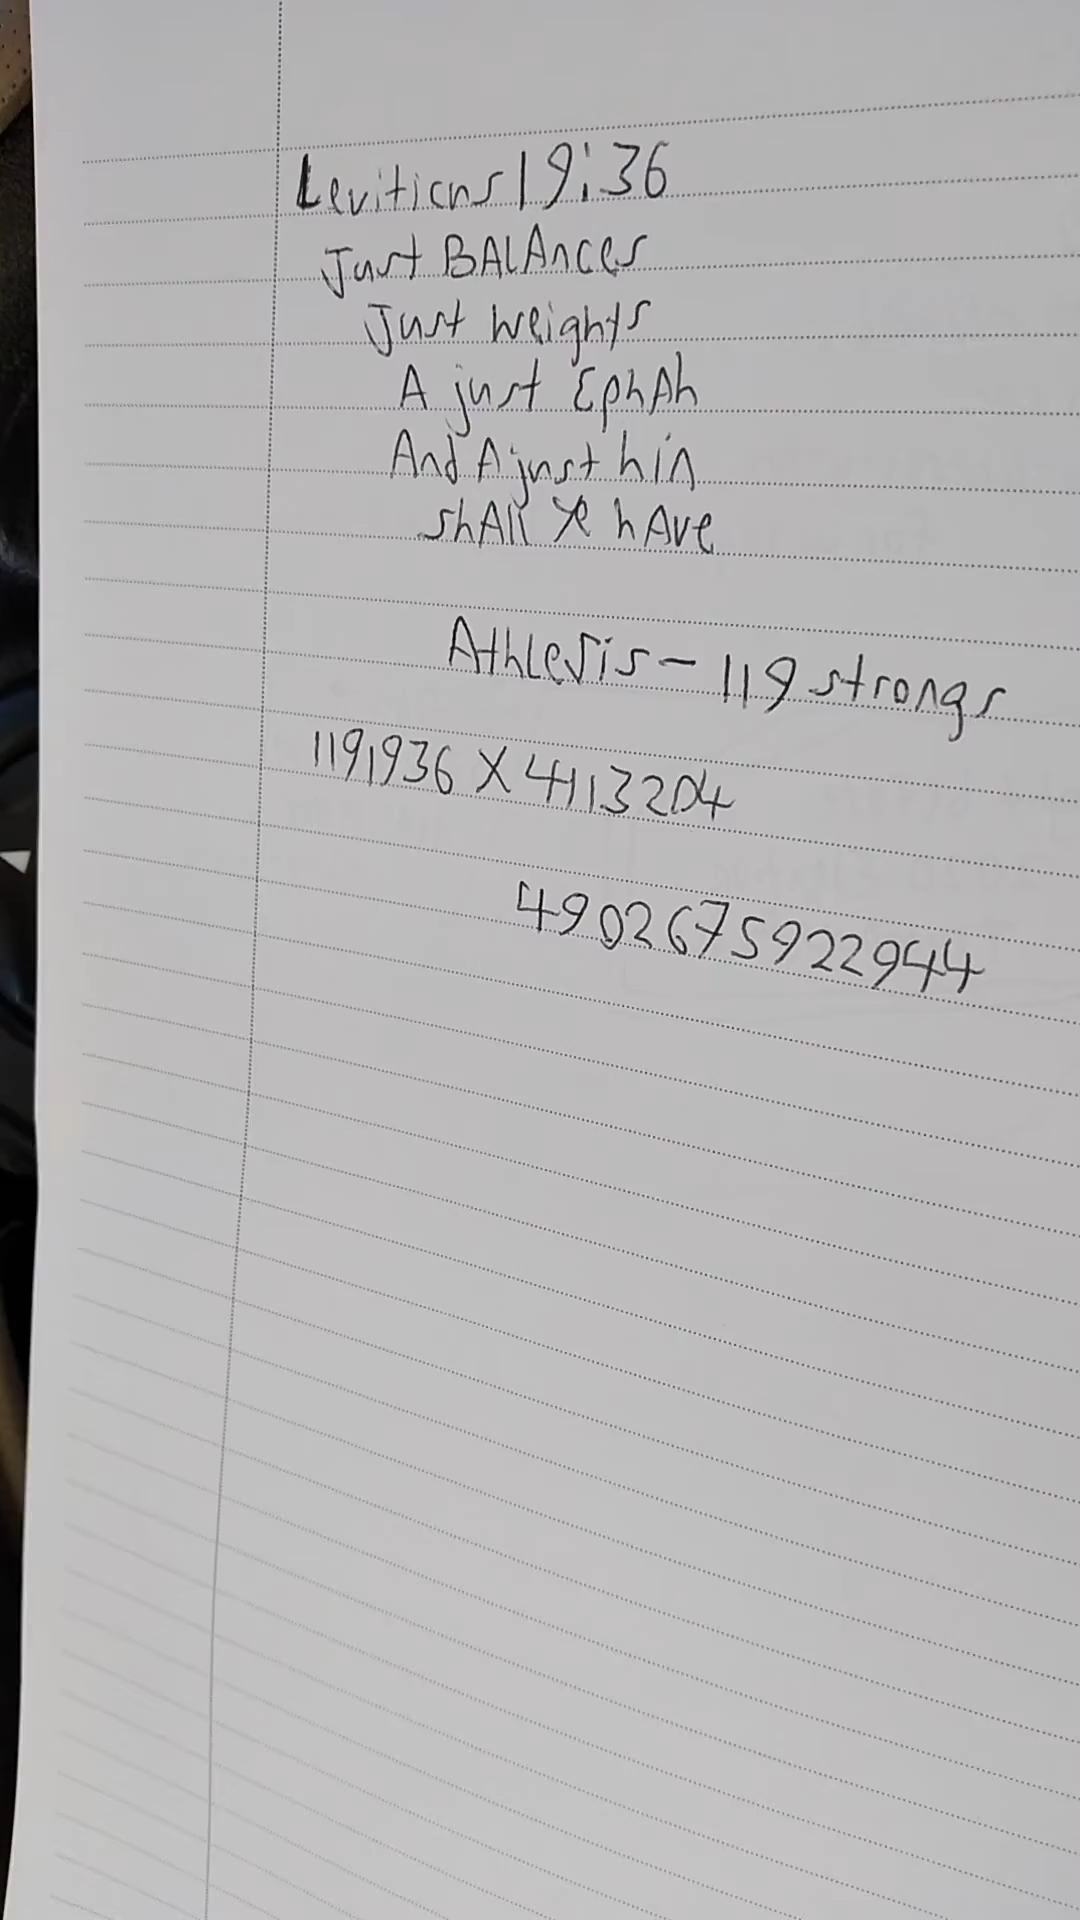 Leviticus 19:36
Just BALAnces
Just weights
A just EphAh
And A just hin
shAll ye hAve
Athlesis - 119 strongs
1191936 X 4113204
4902675922944